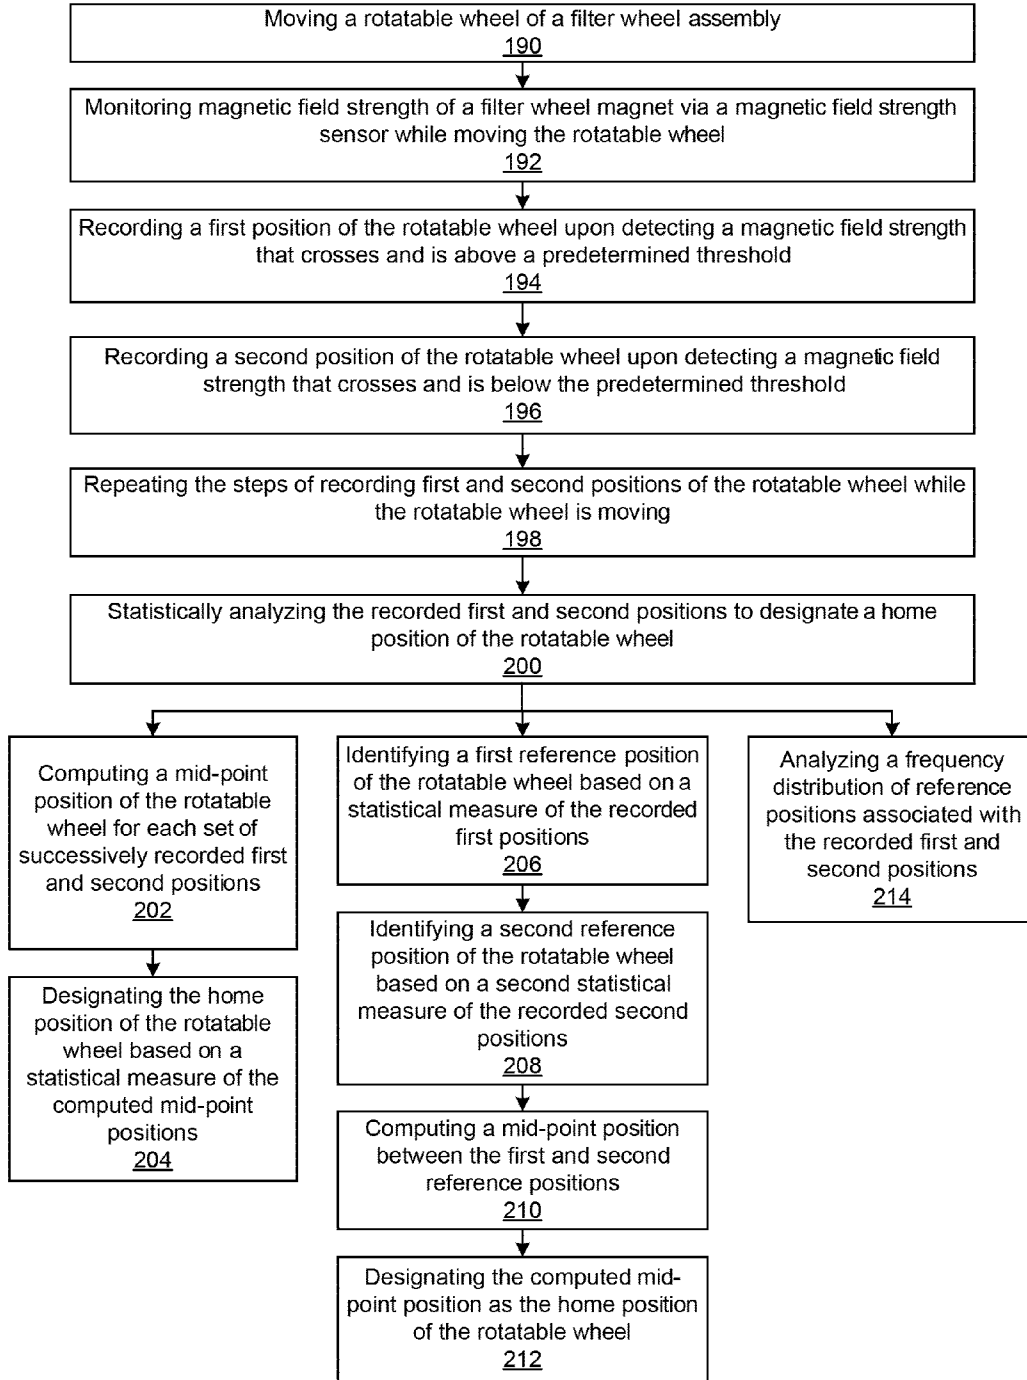 Moving a rotatable wheel of a filter wheel assembly
190
Monitoring magnetic field strength of a filter wheel magnet via a magnetic field strength
sensor while moving the rotatable wheel
192
Recording a first position of the rotatable wheel upon detecting a magnetic field strength
that crosses and is above a predetermined threshold
194
Recording a second position of the rotatable wheel upon detecting a magnetic field
strength that crosses and is below the predetermined threshold
196
Repeating the steps of recording first and second positions of the rotatable wheel while
the rotatable wheel is moving
198
Statistically analyzing the recorded first and second positions to designate a home
position of the rotatable wheel
200
Computing a mid-point
position of the rotatable
wheel for each set of
successively recorded first
and second positions
202
Designating the home
position of the rotatable
wheel based on a
statistical measure of the
computed mid-point
positions
204
Identifying a first reference
position of the rotatable wheel
based on a
statistical measure of the
recorded first positions
206
Identifying a second reference
position of the rotatable wheel
based on a second statistical
measure of the recorded second
positions
208
Computing a mid-point position
between the first and second
reference positions
210
Designating the computed mid-
point position as the home position
of the rotatable wheel
212
Analyzing a frequency
distribution of reference
positions associated with
the recorded first and
second positions
214